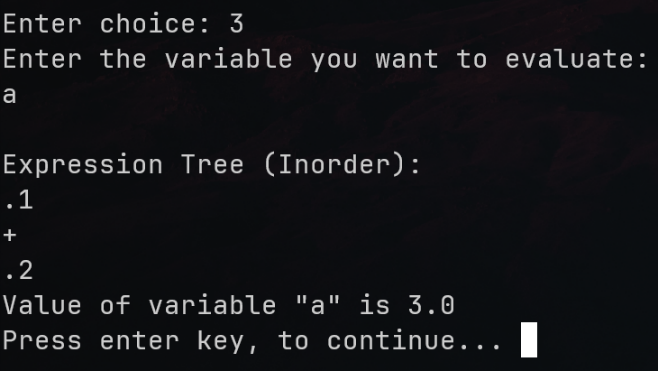 Enter choice: 3
Enter the variable you want to evaluate:
a
Expression Tree (Inorder):
.1
+
.2
Value of variable "a" is 3.0
Press enter key, to continue...